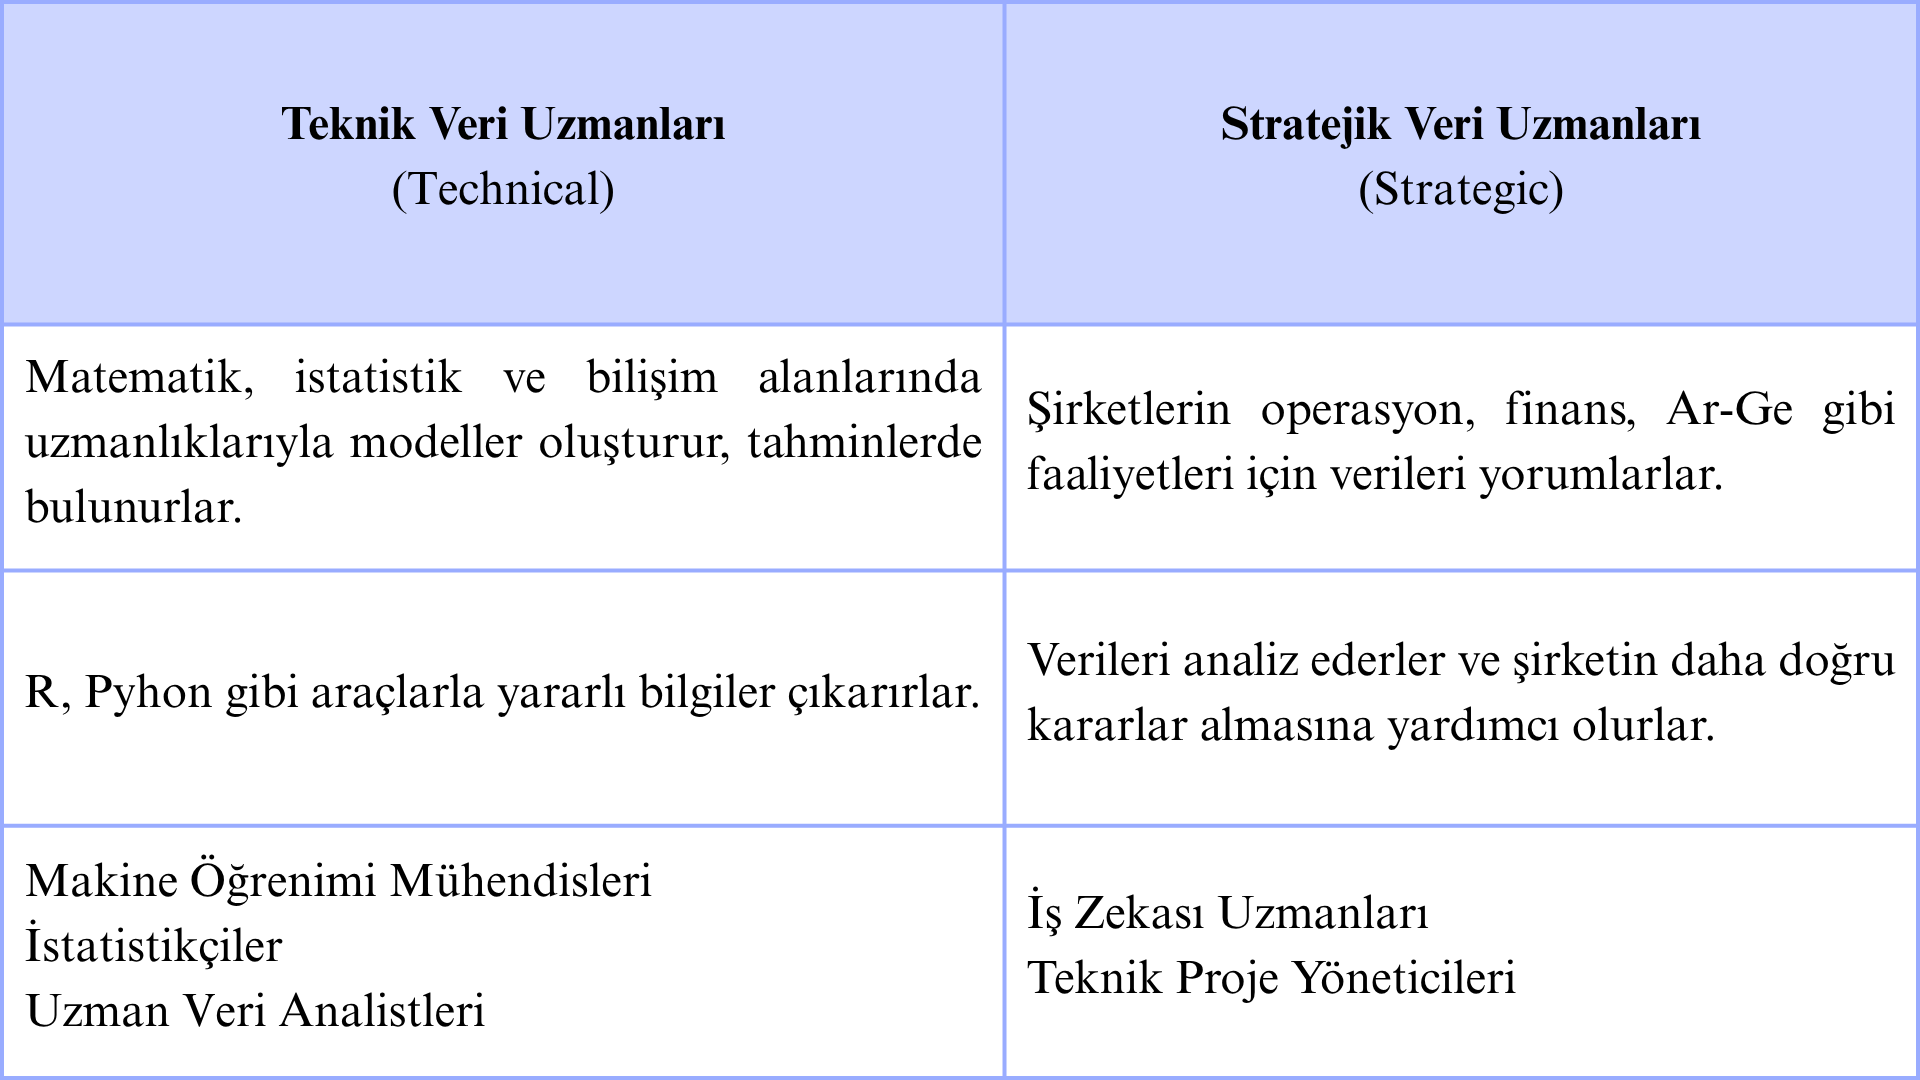 Teknik Veri Uzmanları
(Technical)
Stratejik Veri Uzmanları
(Strategic)
Matematik, istatistik ve bilişim alanlarında
uzmanlıklarıyla modeller oluşturur, tahminlerde
bulunurlar.
Şirketlerin operasyon, finans, Ar-Ge gibi
faaliyetleri için verileri yorumlarlar.
R, Pyhon gibi araçlarla yararlı bilgiler çıkarırlar.
Verileri analiz ederler ve şirketin daha doğru
kararlar almasına yardımcı olurlar.
Makine Öğrenimi Mühendisleri
İstatistikçiler
Uzman Veri Analistleri
İş Zekası Uzmanları
Teknik Proje Yöneticileri